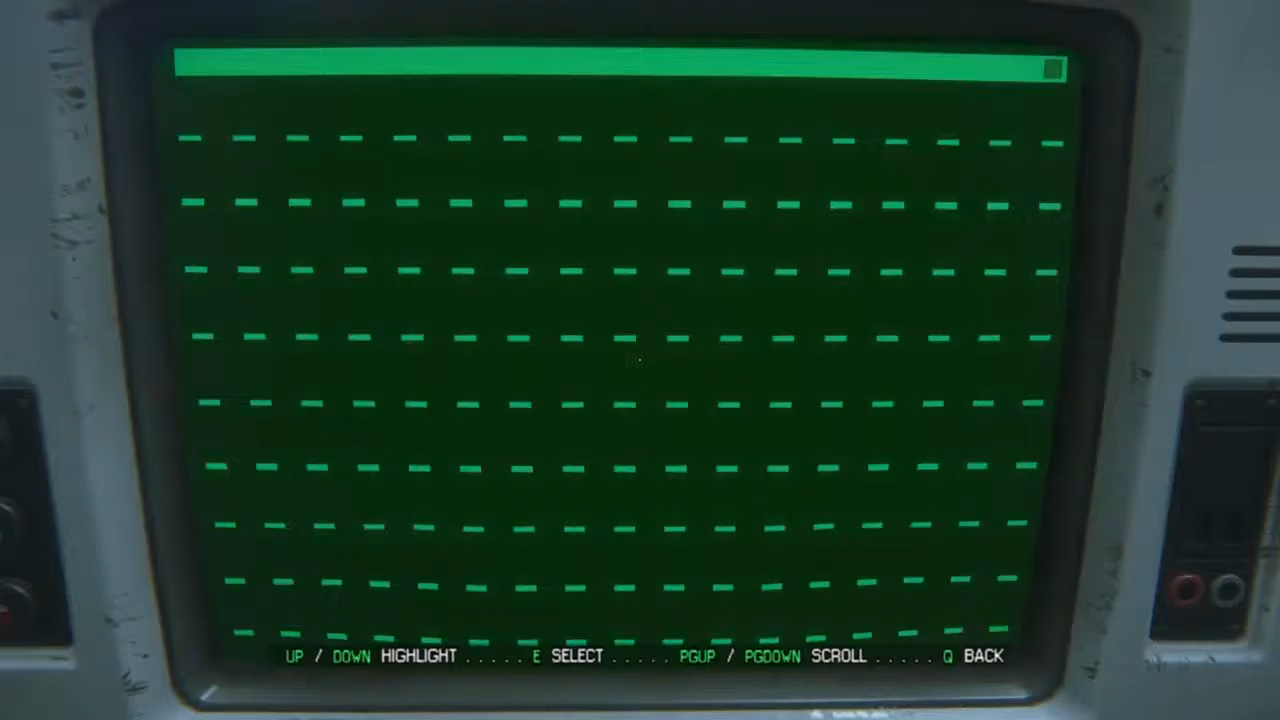 UP / DOWN HIGHLIGHT ..... E SELECT ..... PGUP / PGDOWN SCROLL ..... Q BACK